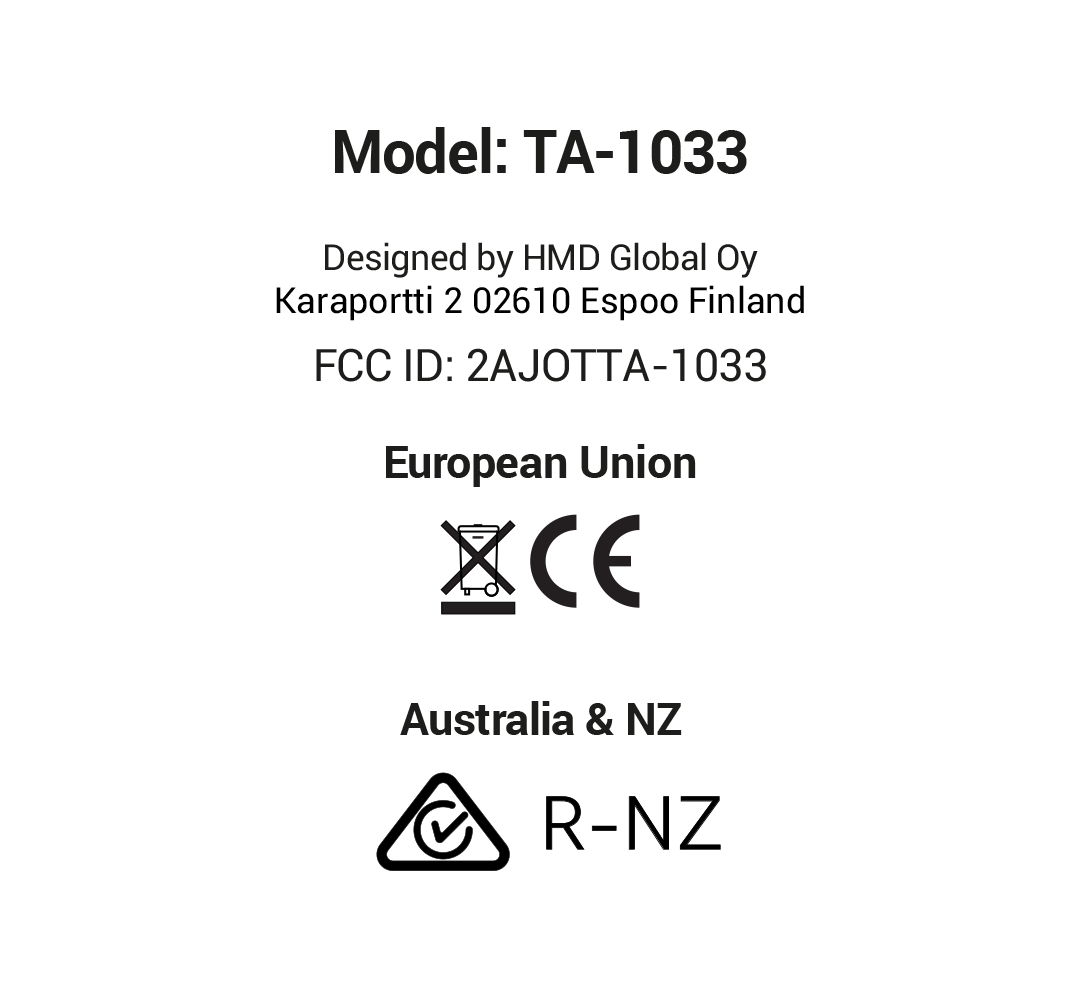 Model: TA-1033
Designed by HMD Global Oy
Karaportti 2 02610 Espoo Finland
FCC ID: 2AJOTTA-1033
European Union
CE
Australia & NZ
R-NZ